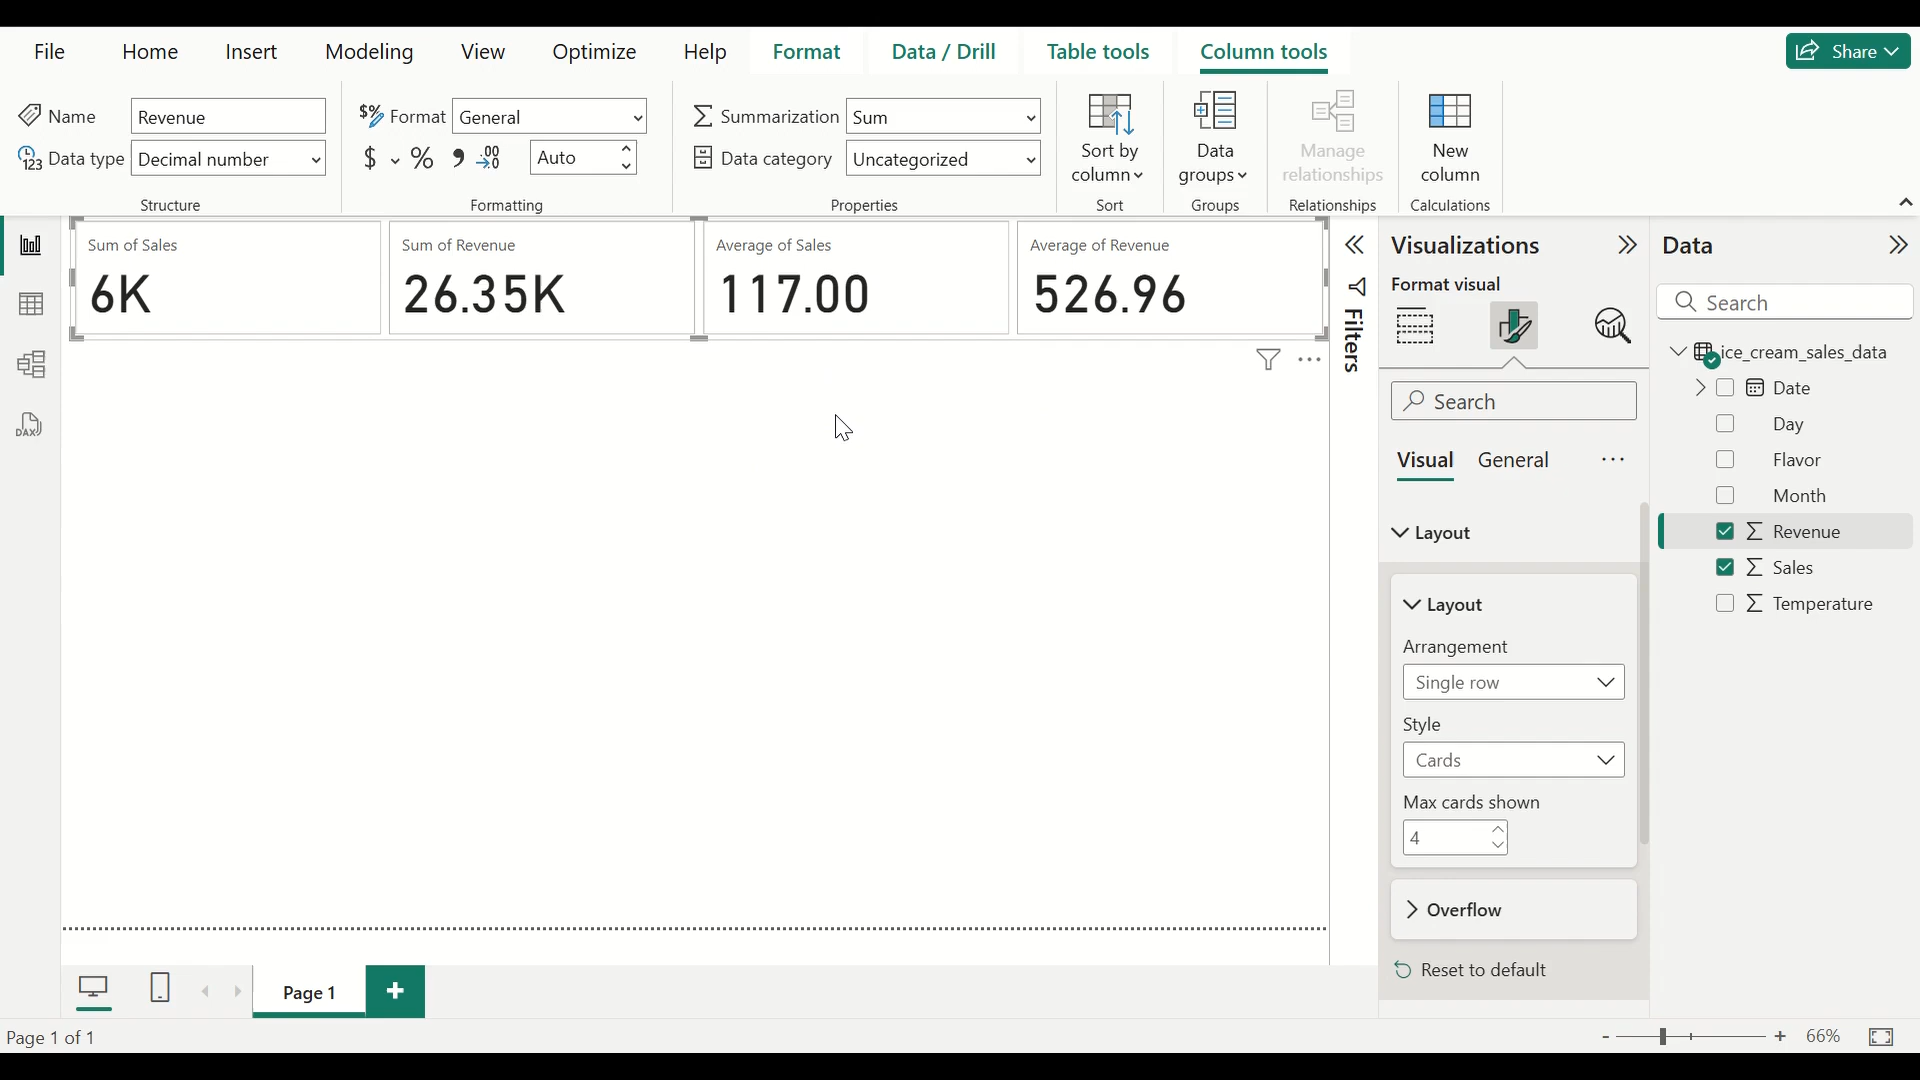 File Home Insert Modeling View Optimize Help Format Data / Drill Table tools Column tools Share
Name Revenue
Data type Decimal number
Structure
$% Format General
$ % , .00 Auto
Formatting
Summarization Sum
Data category Uncategorized
Properties
Sort by
column
Sort
Data
groups
Groups
Manage
relationships
Relationships
New
column
Calculations
Sum of Sales
6K
Sum of Revenue
26.35K
Average of Sales
117.00
Average of Revenue
526.96
DAX
Filters
Visualizations
Format visual
Search
Visual General ...
Layout
Layout
Arrangement
Single row
Style
Cards
Max cards shown
4
Overflow
Reset to default
Data
Search
ice_cream_sales_data
Date
Day
Flavor
Month
Σ Revenue
Σ Sales
Σ Temperature
Page 1 +
Page 1 of 1
- + 66%